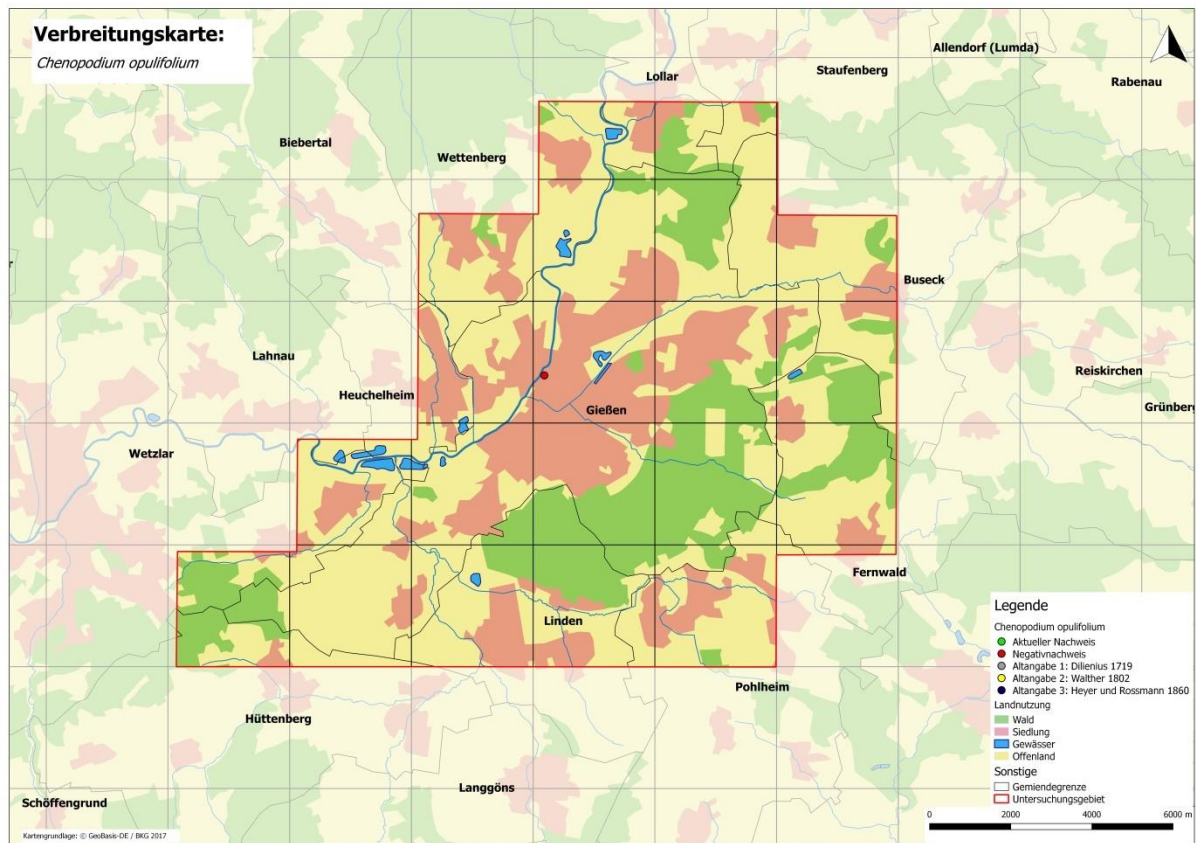 Verbreitungskarte:
Chenopodium opulifolium
Allendorf (Lumda)
Lollar
Staufenberg
Rabenau
Biebertal
Wettenberg
Buseck
Lahnau
Heuchelheim
Reiskirchen
Gießen
Grünberg
Wetzlar
Fernwald
Linden
Pohlheim
Hüttenberg
Langgöns
Schöffengrund
Legende
Chenopodium opulifolium
Aktueller Nachweis
Negativnachweis
Altangabe 1: Dilienius 1719
Altangabe 2: Walther 1802
Altangabe 3: Heyer und Rossmann 1860
Landnutzung
Wald
Siedlung
Gewässer
Offenland
Sonstige
Gemiendegrenze
Untersuchungsgebiet
0 2000 4000 6000 m
Kartengrundlage: © GeoBasis-DE / BKG 2017